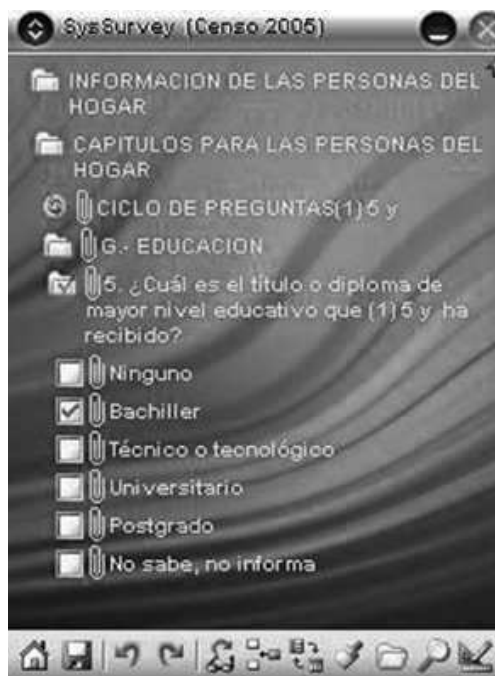 SysSurvey (Censo 2005)
INFORMACION DE LAS PERSONAS DEL
HOGAR
CAPITULOS PARA LAS PERSONAS DEL
HOGAR
CICLO DE PREGUNTAS(1)5 y
G.- EDUCACION
5. ¿Cuál es el título o diploma de
mayor nivel educativo que (1)5 y ha
recibido?
Ninguno
Bachiller
Técnico o tecnológico
Universitario
Postgrado
No sabe, no informa